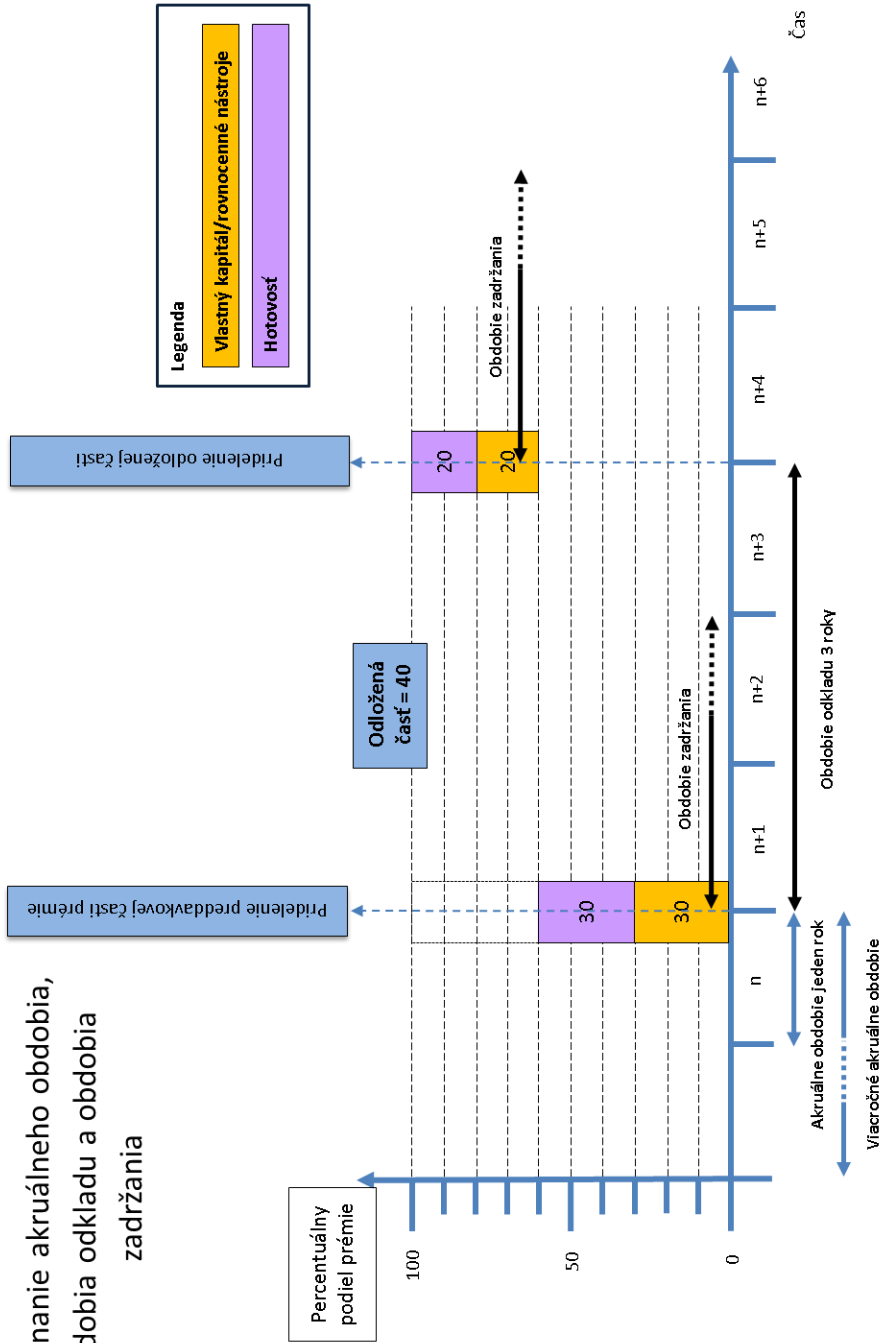 nanie akruálneho obdobia,
dobia odkladu a obdobia
zadržania
Pridelenie preddavkovej časti prémie
Pridelenie odloženej časti
Legenda
Vlastný kapitál/rovnocenné nástroje
Hotovosť
Percentuálny
podiel prémie
100
50
0
Odložená
časť = 40
30
30
20
20
Obdobie zadržania
Obdobie zadržania
n
n+1
n+2
n+3
n+4
n+5
n+6
Čas
Akruálne obdobie jeden rok
Obdobie odkladu 3 roky
Viacročné akruálne obdobie